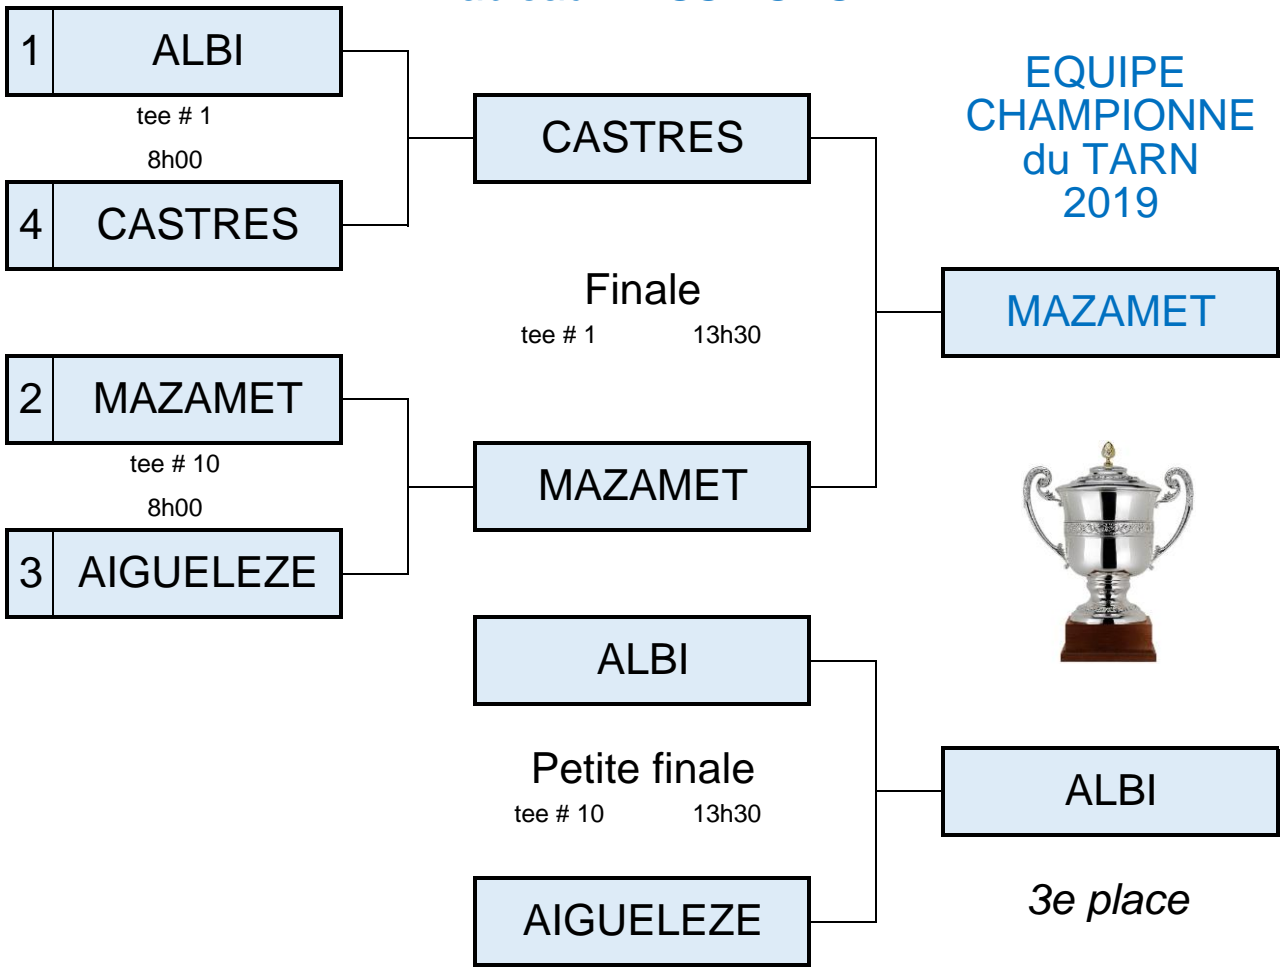 1 ALBI
tee # 1
8h00
4 CASTRES
CASTRES
Finale
tee # 1 13h30
2 MAZAMET
tee # 10
8h00
3 AIGUELEZE
MAZAMET
EQUIPE
CHAMPIONNE
du TARN
2019
MAZAMET
ALBI
Petite finale
tee # 10 13h30
AIGUELEZE
ALBI
3e place